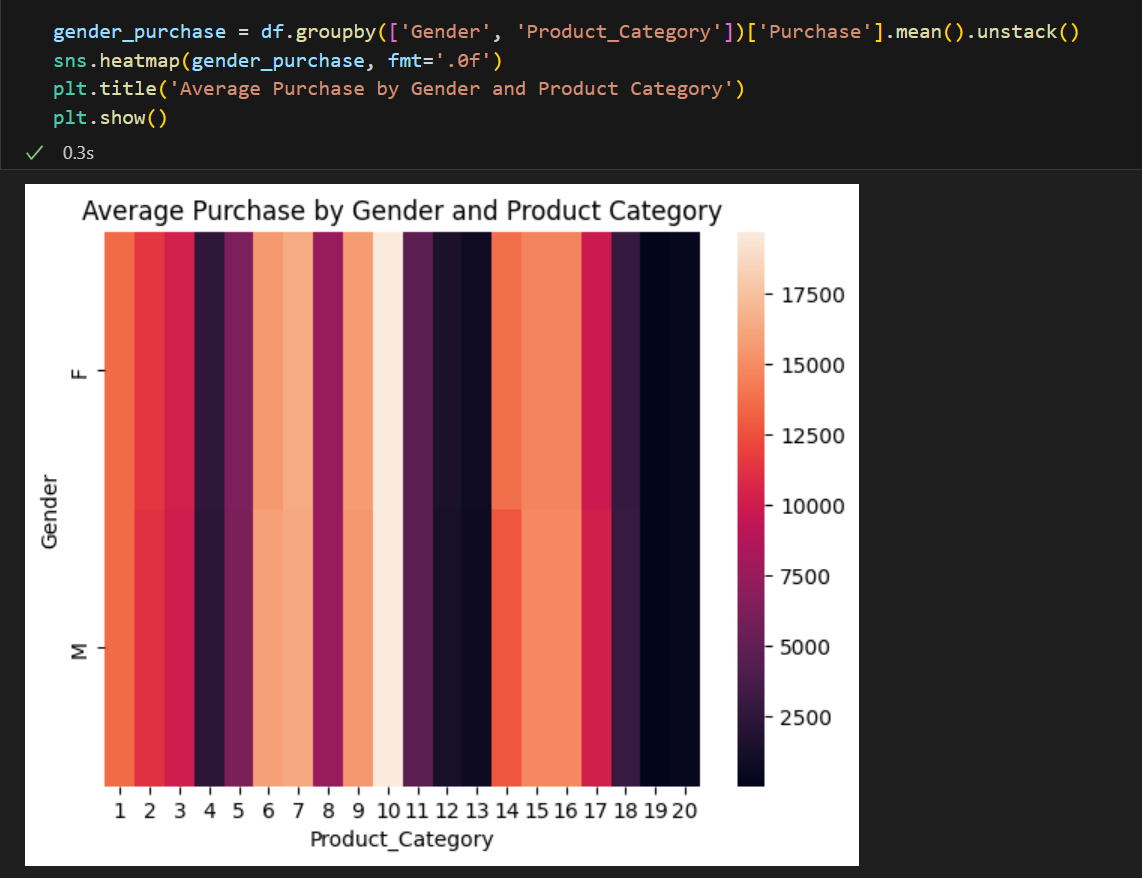 gender_purchase = df.groupby(['Gender', 'Product_Category'])['Purchase'].mean().unstack()
sns.heatmap(gender_purchase, fmt='.0f')
plt.title('Average Purchase by Gender and Product Category')
plt.show()
0.3s
Average Purchase by Gender and Product Category
17500
15000
12500
10000
7500
5000
2500
F
M
Gender
1 2 3 4 5 6 7 8 9 10 11 12 13 14 15 16 17 18 19 20
Product_Category